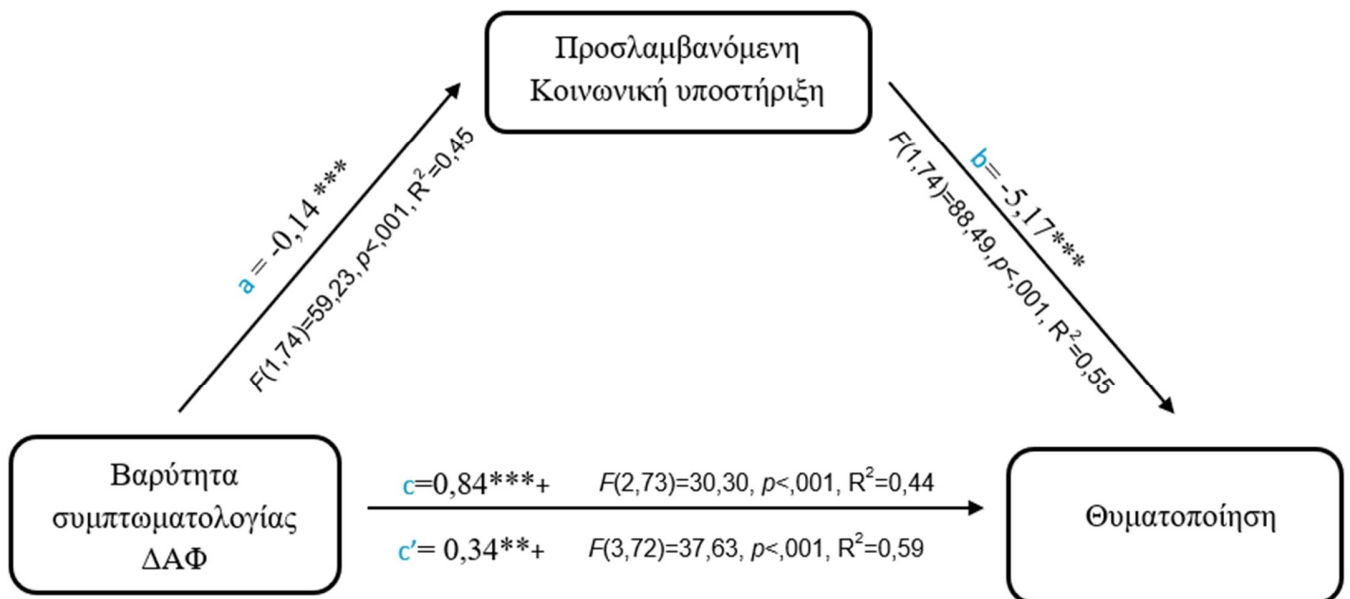 Προσλαμβανόμενη
Κοινωνική υποστήριξη
a = -0,14 ***
F(1,74)=59,23, p<,001, R²=0,45
b= -5,17***
F(1,74)=88,49, p<,001, R²=0,55
Βαρύτητα
συμπτωματολογίας
ΔΑΦ
c=0,84***+ F(2,73)=30,30, p<,001, R²=0,44
c’= 0,34**+ F(3,72)=37,63, p<,001, R²=0,59
Θυματοποίηση